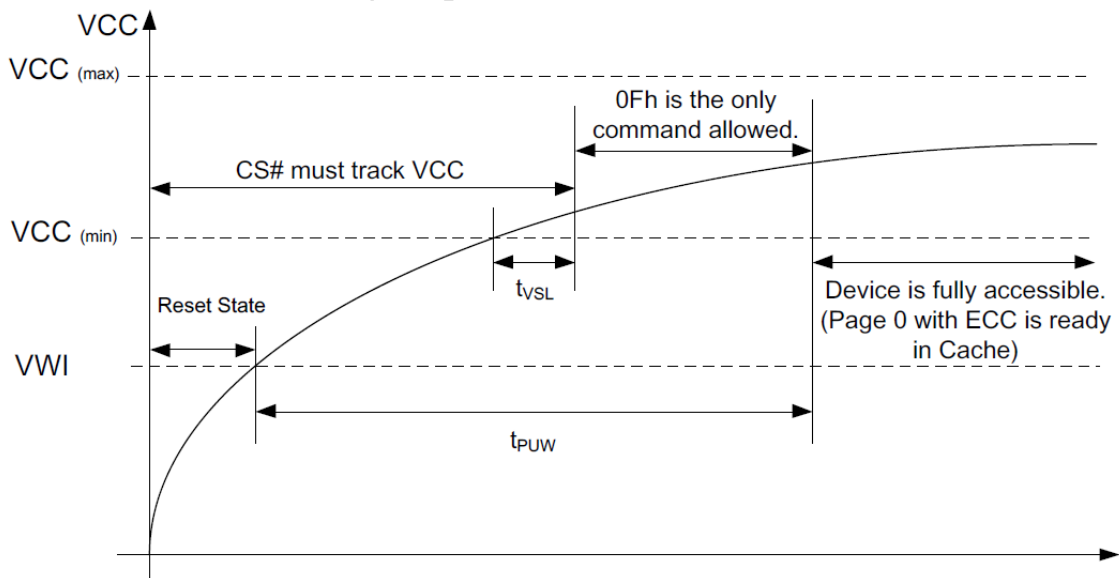 VCC
VCC (max)
0Fh is the only
command allowed.
CS# must track VCC
VCC (min)
tVSL
Reset State
Device is fully accessible.
(Page 0 with ECC is ready
in Cache)
VWI
tPUW